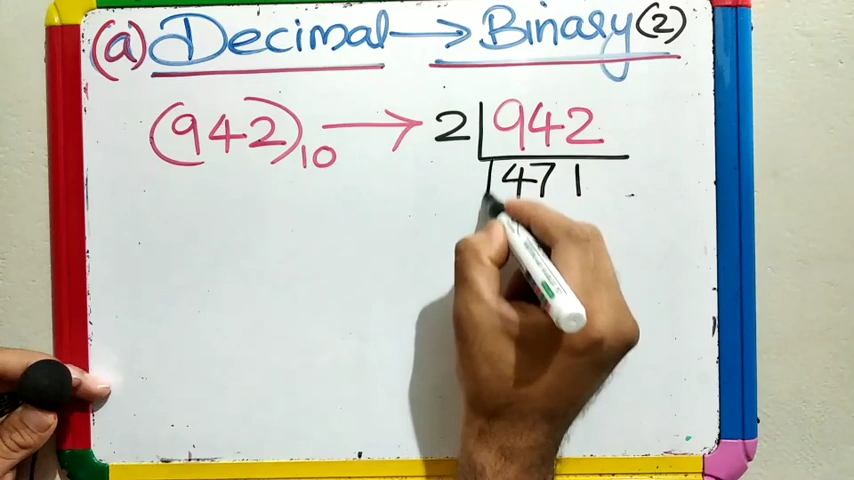 (a) Decimal → Binary (2)
(942)10 → 2 942
471